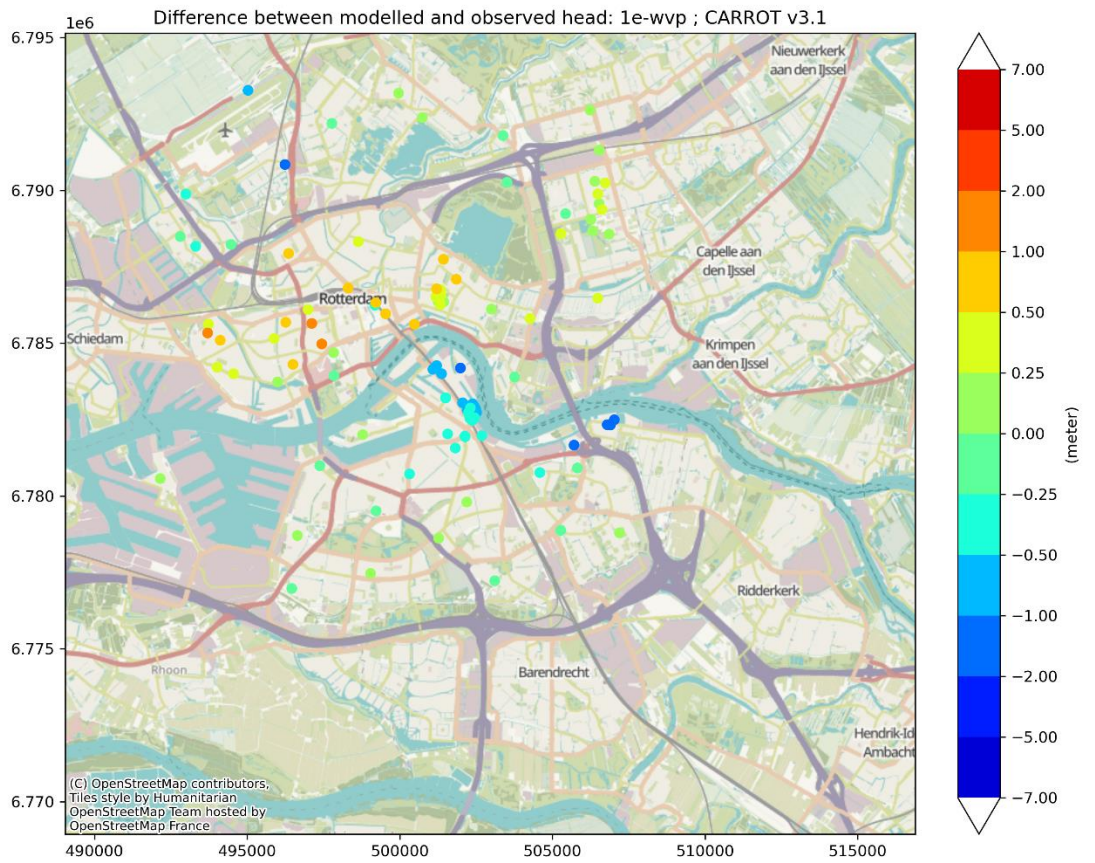 Difference between modelled and observed head: 1e-wvp ; CARROT v3.1
1e6
6.795
6.790
6.785
6.780
6.775
6.770
490000
495000
500000
505000
510000
515000
Nieuwerkerk
aan den IJssel
Capelle aan
den IJssel
Rotterdam
Schiedam
Krimpen
aan den IJssel
Ridderkerk
Rhoon
Barendrecht
Hendrik-Id
Ambacht
(C) OpenStreetMap contributors,
Tiles style by Humanitarian
OpenStreetMap Team hosted by
OpenStreetMap France
7.00
5.00
2.00
1.00
0.50
0.25
0.00
−0.25
−0.50
−1.00
−2.00
−5.00
−7.00
(meter)